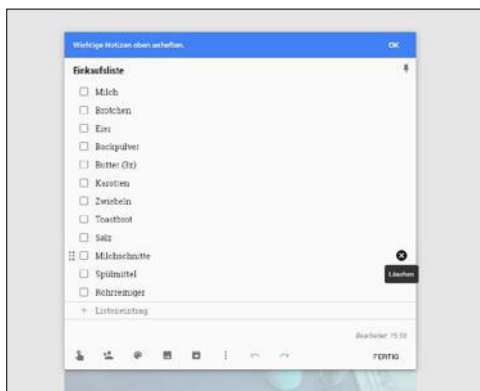 Wichtige Notizen oben anheften. OK
Einkaufsliste
Milch
Brötchen
Eier
Backpulver
Butter (3x)
Karotten
Zwiebeln
Toastbrot
Salz
Milchschnitte
Löschen
Spülmittel
Rohrreiniger
+ Listeneintrag
Bearbeitet: 15:58
FERTIG